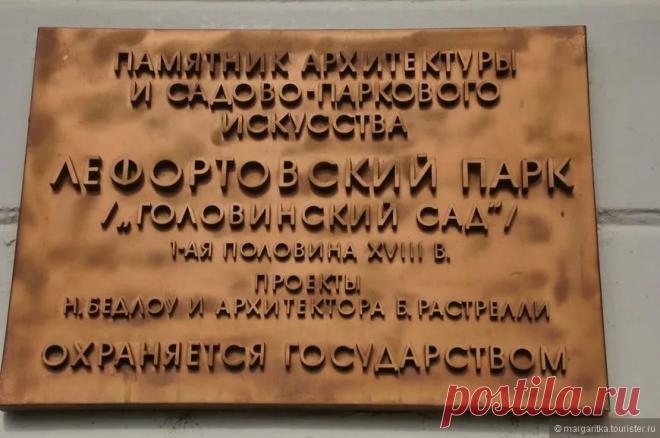 ПАМЯТНИК АРХИТЕКТУРЫ
И САДОВО-ПАРКОВОГО
ИСКУССТВА
ЛЕФОРТОВСКИЙ ПАРК
/„ГОЛОВИНСКИЙ САД“/
1-АЯ ПОЛОВИНА XVIII В.
ПРОЕКТЫ
Н. БЕДЛОУ И АРХИТЕКТОРА Б. РАСТРЕЛЛИ
ОХРАНЯЕТСЯ ГОСУДАРСТВОМ
postila.ru
© margaritka.tourister.ru